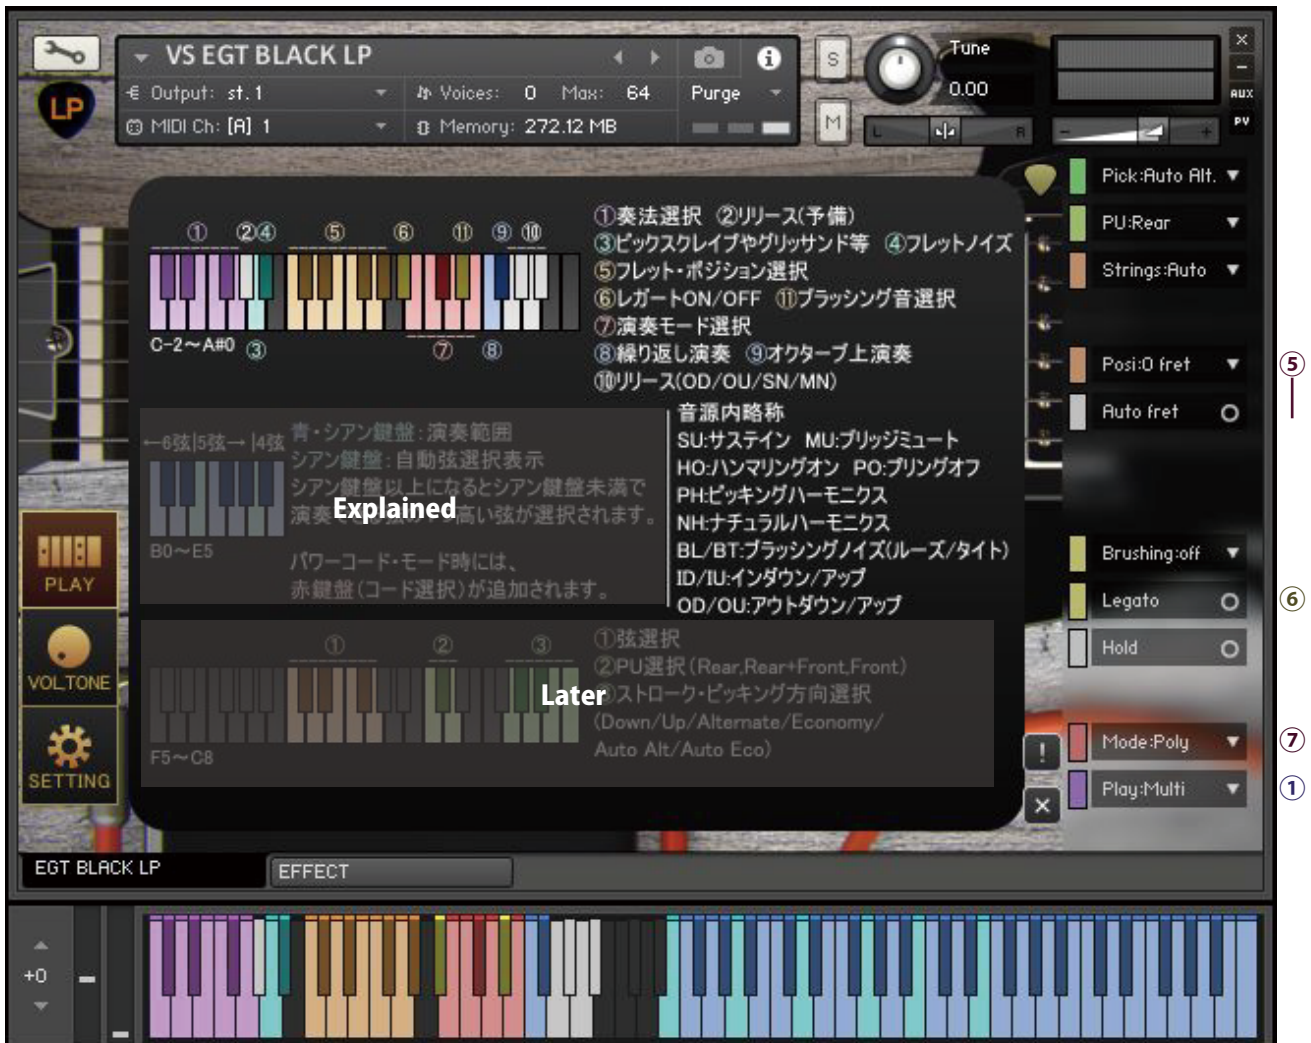 VS EGT BLACK LP
S
Tune
0.00
×
−
AUX
PV
LP
Output: st.1
Voices: 0 Max: 64
Purge
MIDI Ch: [A] 1
Memory: 272.12 MB
M
L
R
−
+
① ②④ ⑤ ⑥ ⑪ ⑨ ⑩
C-2～A#0 ③ ⑦ ⑧
①奏法選択 ②リリース(予備)
③ピックスクレイプやグリッサンド等 ④フレットノイズ
⑤フレット・ポジション選択
⑥レガートON/OFF ⑪ブラッシング音選択
⑦演奏モード選択
⑧繰り返し演奏 ⑨オクターブ上演奏
⑩リリース(OD/OU/SN/MN)
音源内略称
SU:サステイン MU:ブリッジミュート
HO:ハンマリングオン PO:プリングオフ
PH:ピッキングハーモニクス
NH:ナチュラルハーモニクス
BL/BT:ブラッシングノイズ(ルーズ/タイト)
ID/IU:インダウン/アップ
OD/OU:アウトダウン/アップ
←6弦|5弦→ |4弦
B0～E5
青・シアン鍵盤:演奏範囲
シアン鍵盤:自動弦選択表示
シアン鍵盤以上になるとシアン鍵盤未満で
演奏 高い弦が選択されます。
Explained
パワーコード・モード時には、
赤鍵盤(コード選択)が追加されます。
① ② ③
F5～C8
①弦選択
②PU選択(Rear,Rear+Front,Front)
ストローク・ピッキング方向選択
Later
(Down/Up/Alternate/Economy/
Auto Alt/Auto Eco)
Pick:Auto Alt.
PU:Rear
Strings:Auto
Posi:0 fret
⑤
Auto fret
Brushing:off
Legato
⑥
Hold
Mode:Poly
⑦
Play:Multi
①
!
×
PLAY
VOL,TONE
SETTING
EGT BLACK LP
EFFECT
+0